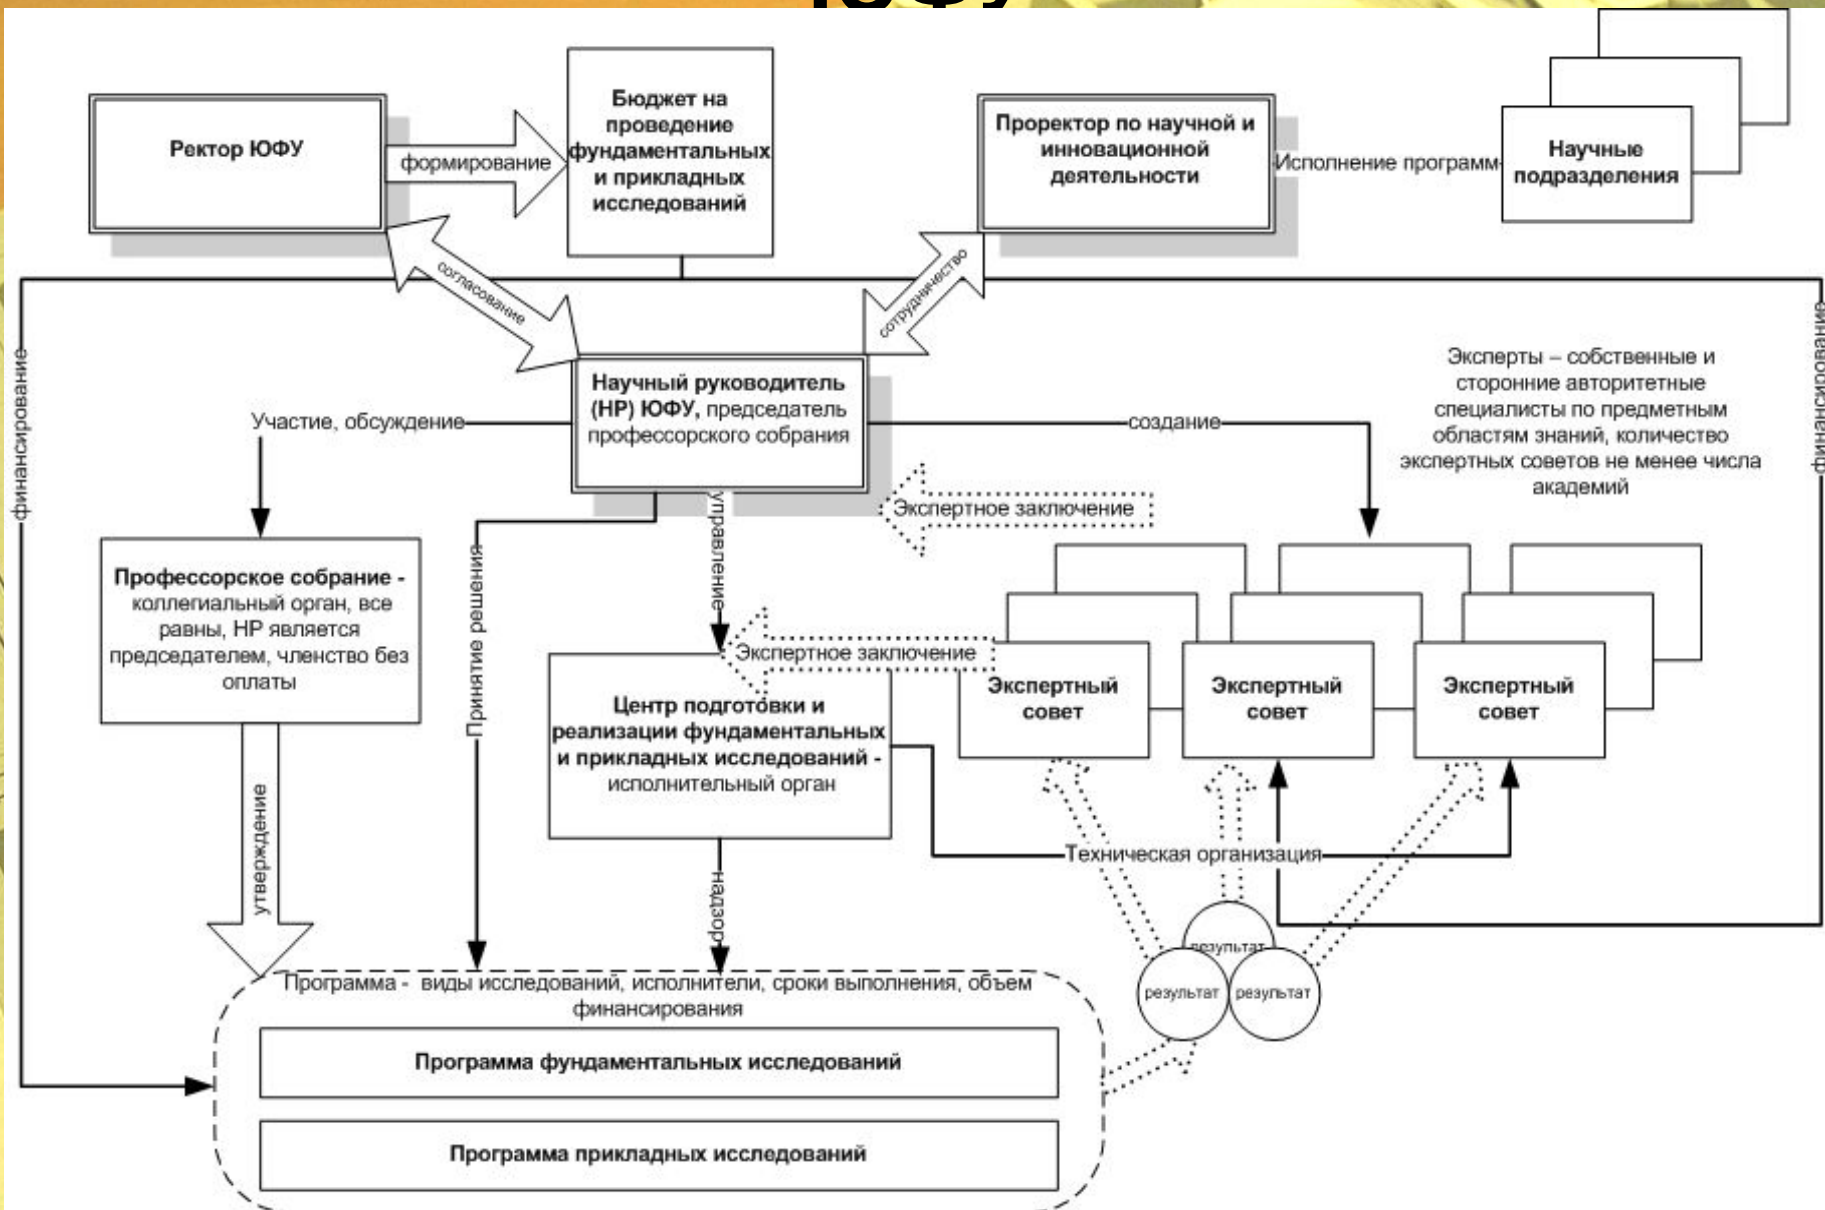 ЮФУ
Ректор ЮФУ
формирование
Бюджет на
проведение
фундаментальных
и прикладных
исследований
Проректор по научной и
инновационной
деятельности
Исполнение программ
Научные
подразделения
согласование
сотрудничество
финансирование
финансирование
Научный руководитель
(НР) ЮФУ, председатель
профессорского собрания
Участие, обсуждение
создание
Эксперты – собственные и
сторонние авторитетные
специалисты по предметным
областям знаний, количество
экспертных советов не менее числа
академий
Экспертное заключение
управление
Принятие решения
Профессорское собрание -
коллегиальный орган, все
равны, НР является
председателем, членство без
оплаты
Экспертное заключение
Центр подготовки и
реализации фундаментальных
и прикладных исследований -
исполнительный орган
Экспертный
совет
Экспертный
совет
Экспертный
совет
утверждение
надзор
Техническая организация
результат
результат
результат
Программа - виды исследований, исполнители, сроки выполнения, объем
финансирования
Программа фундаментальных исследований
Программа прикладных исследований